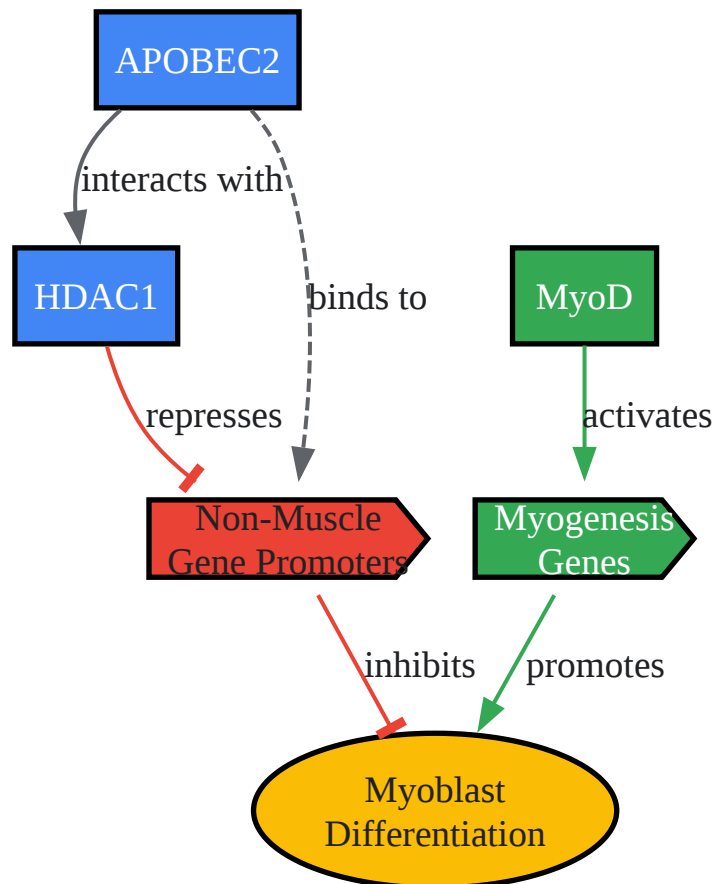 APOBEC2
interacts with
HDAC1
binds to
MyoD
represses
activates
Non-Muscle
Gene Promoters
Myogenesis
Genes
inhibits
promotes
Myoblast
Differentiation